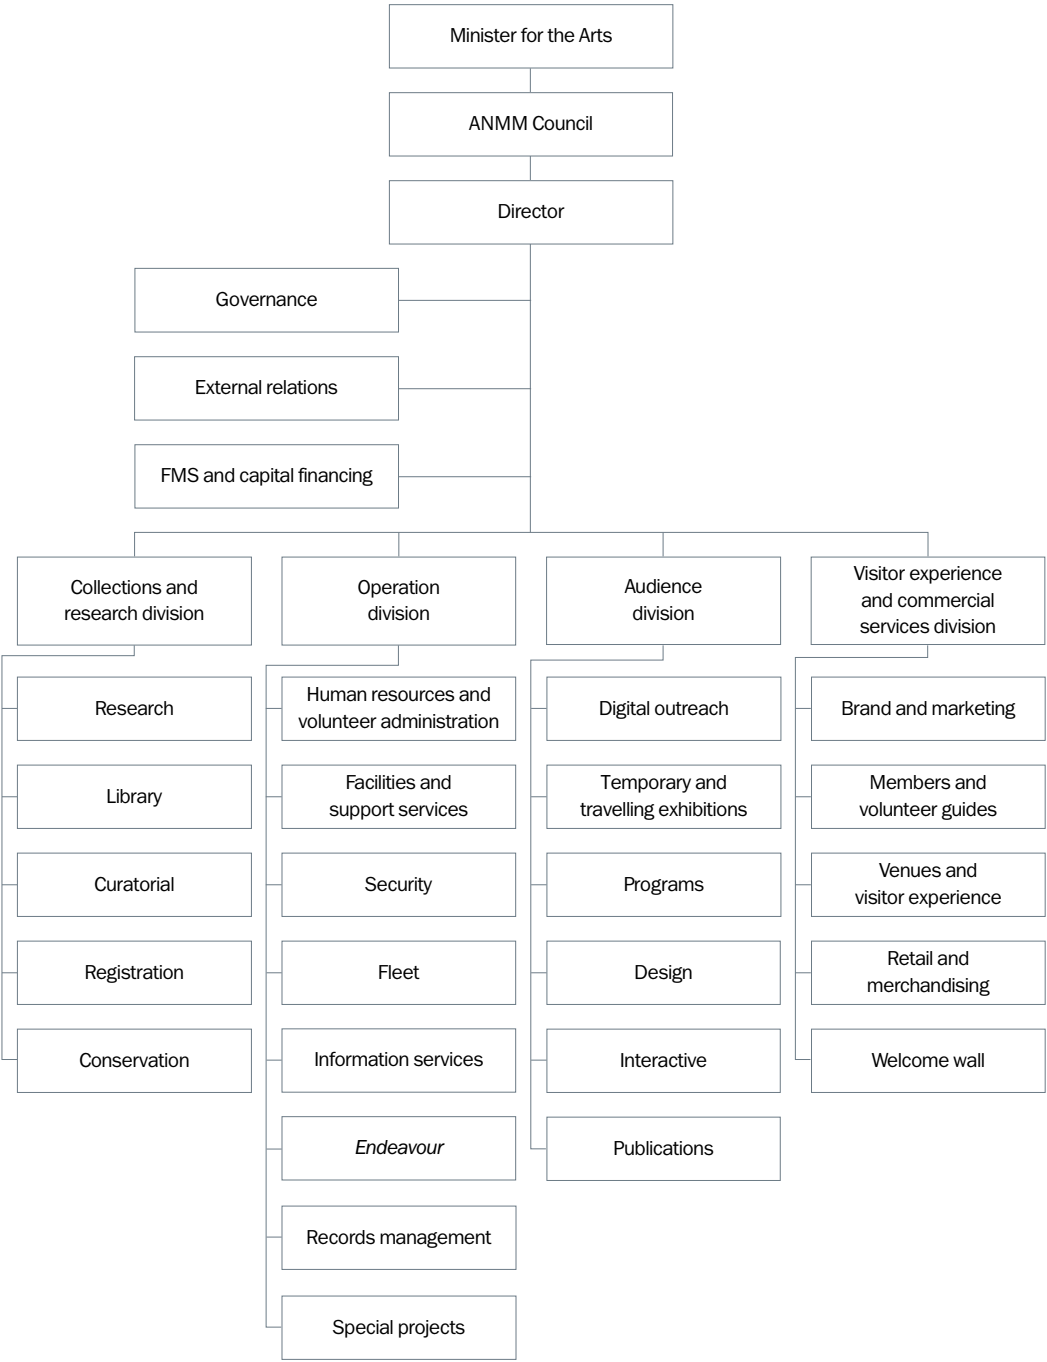 Minister for the Arts
ANMM Council
Director
Governance
External relations
FMS and capital financing
Collections and
research division
Research
Library
Curatorial
Registration
Conservation
Operation
division
Human resources and
volunteer administration
Facilities and
support services
Security
Fleet
Information services
Endeavour
Records management
Special projects
Audience
division
Digital outreach
Temporary and
travelling exhibitions
Programs
Design
Interactive
Publications
Visitor experience
and commercial
services division
Brand and marketing
Members and
volunteer guides
Venues and
visitor experience
Retail and
merchandising
Welcome wall